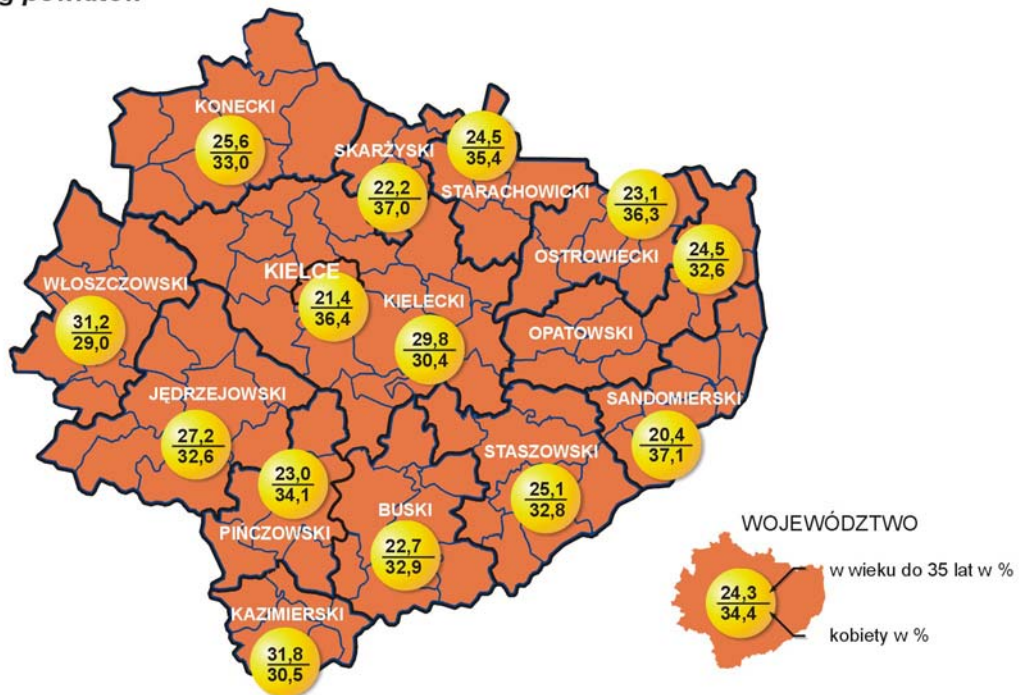 KONECKI
25,6
33,0
SKARŻYSKI
22,2
37,0
24,5
35,4
STARACHOWICKI
23,1
36,3
OSTROWIECKI
24,5
32,6
OPATOWSKI
WŁOSZCZOWSKI
31,2
29,0
KIELCE
21,4
36,4
KIELECKI
29,8
30,4
JĘDRZEJOWSKI
27,2
32,6
SANDOMIERSKI
20,4
37,1
STASZOWSKI
25,1
32,8
23,0
34,1
PIŃCZOWSKI
BUSKI
22,7
32,9
KAZIMIERSKI
31,8
30,5
WOJEWÓDZTWO
24,3
34,4
w wieku do 35 lat w %
kobiety w %